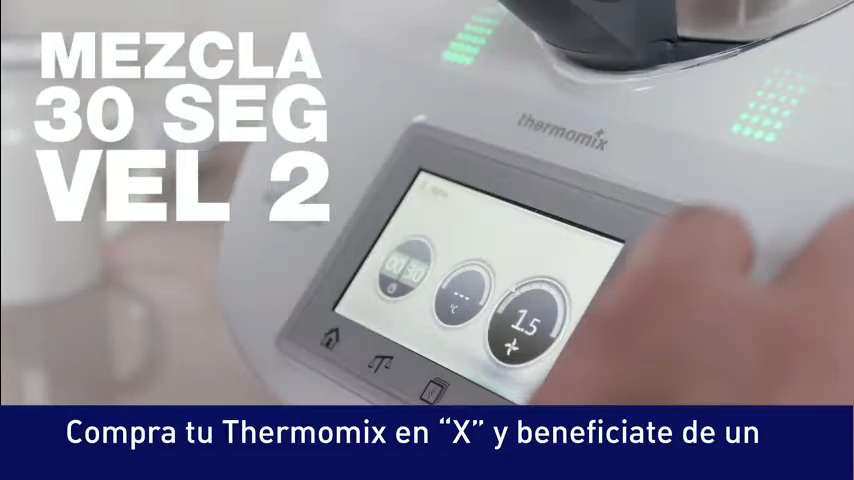 MEZCLA
30 SEG
VEL 2
thermomix
00 30
---
°C
1.5
Compra tu Thermomix en “X” y beneficiate de un